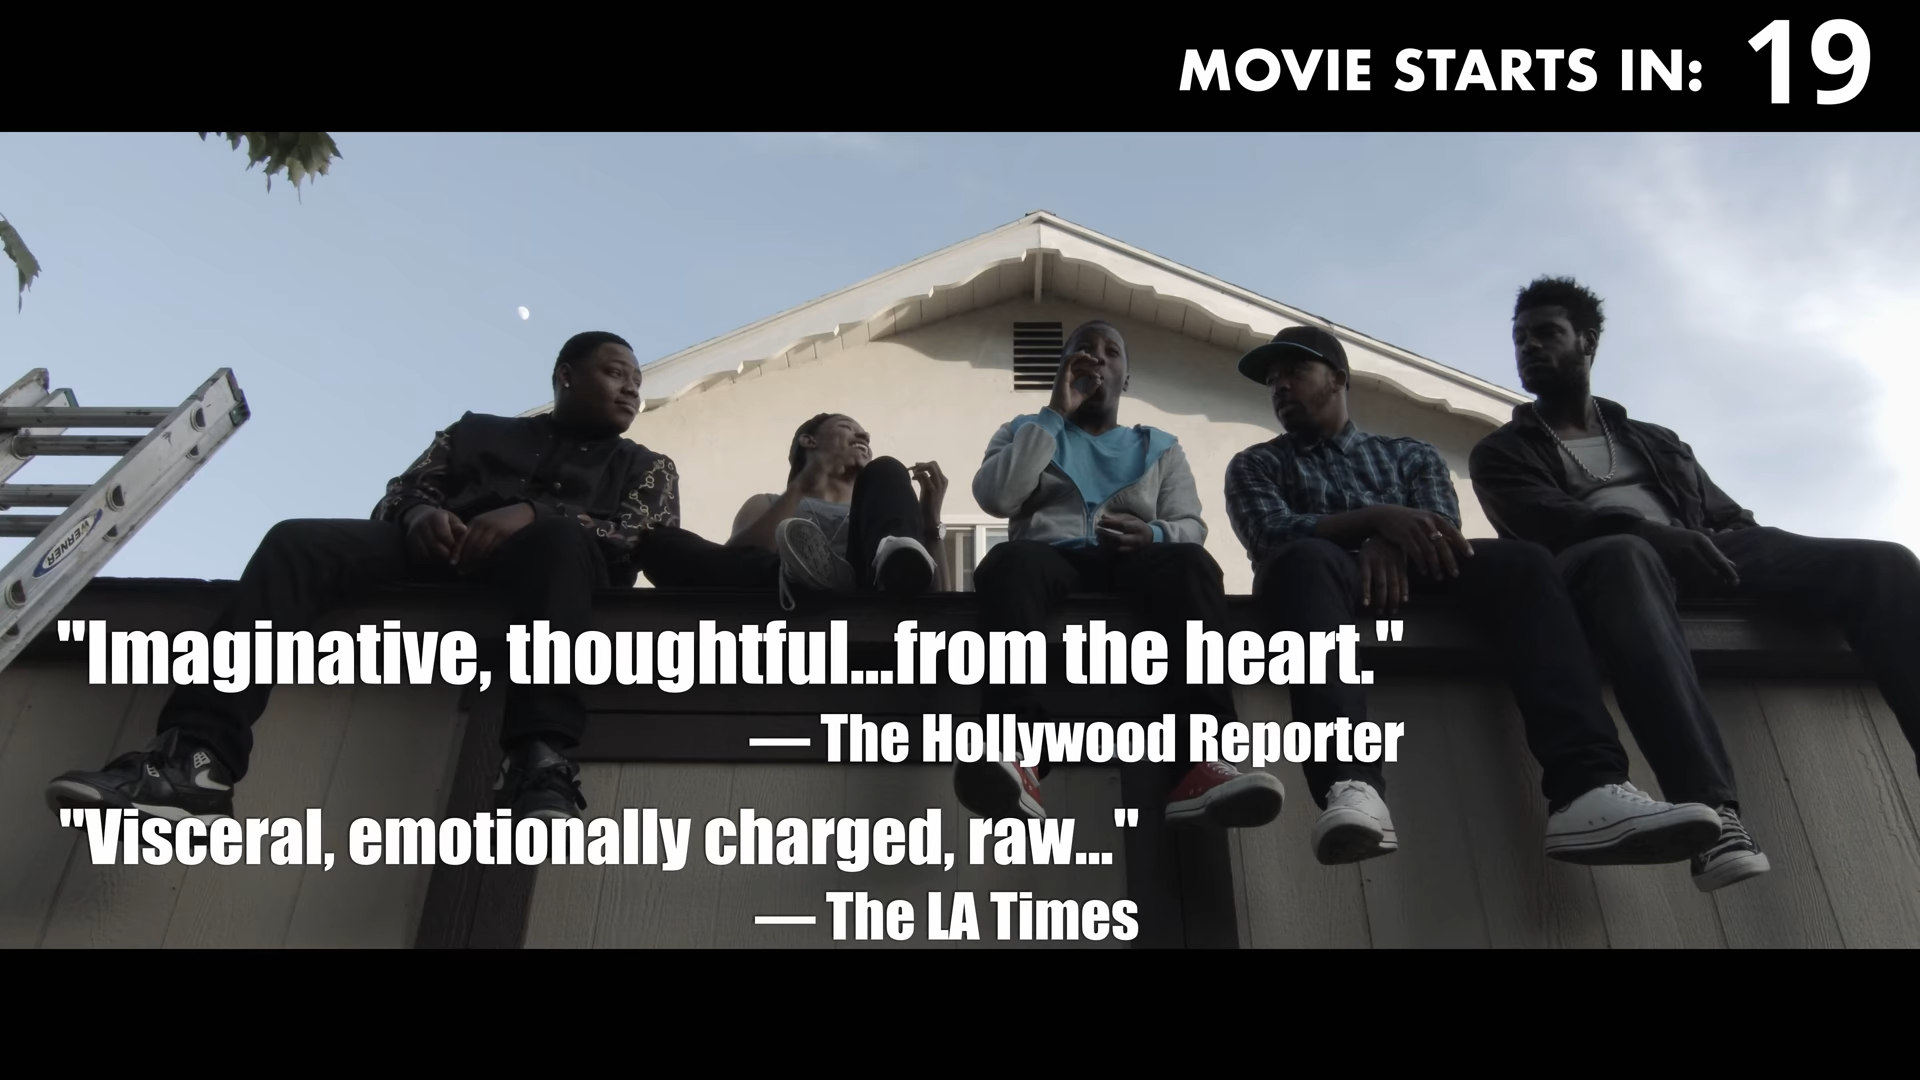 MOVIE STARTS IN: 19
WERNER
"Imaginative, thoughtful...from the heart."
— The Hollywood Reporter
"Visceral, emotionally charged, raw..."
— The LA Times